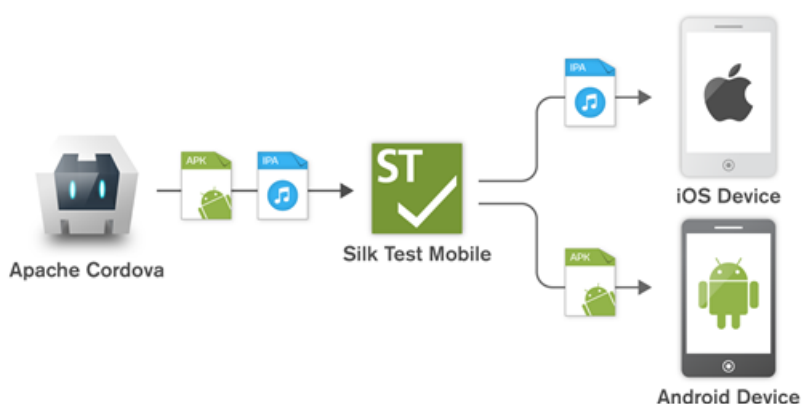 Apache Cordova
APK
IPA
ST
Silk Test Mobile
IPA
iOS Device
APK
Android Device